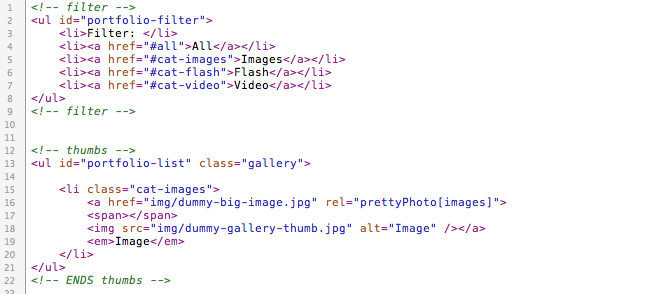 1 <!-- filter -->
2 <ul id="portfolio-filter">
3 <li>Filter: </li>
4 <li><a href="#all">All</a></li>
5 <li><a href="#cat-images">Images</a></li>
6 <li><a href="#cat-flash">Flash</a></li>
7 <li><a href="#cat-video">Video</a></li>
8 </ul>
9 <!-- filter -->
10
11
12 <!-- thumbs -->
13 <ul id="portfolio-list" class="gallery">
14
15 <li class="cat-images">
16 <a href="img/dummy-big-image.jpg" rel="prettyPhoto[images]">
17 <span></span>
18 <img src="img/dummy-gallery-thumb.jpg" alt="Image" /></a>
19 <em>Image</em>
20 </li>
21 </ul>
22 <!-- ENDS thumbs -->
23